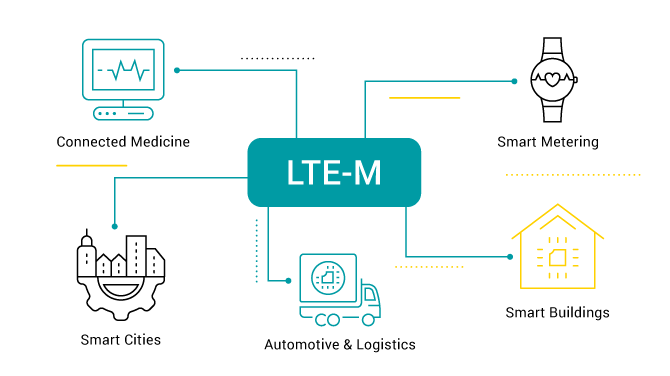 Connected Medicine
Smart Metering
LTE-M
Smart Cities
Automotive & Logistics
Smart Buildings